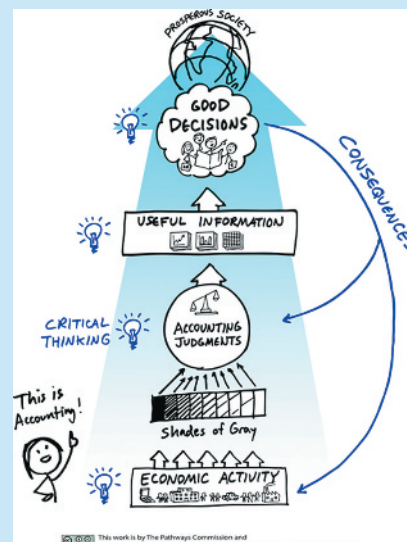 PROSPEROUS SOCIETY
GOOD
DECISIONS
CONSEQUENCES
USEFUL INFORMATION
CRITICAL
THINKING
ACCOUNTING
JUDGMENTS
This is
Accounting!
Shades of Gray
ECONOMIC ACTIVITY
This work is by The Pathways Commission and